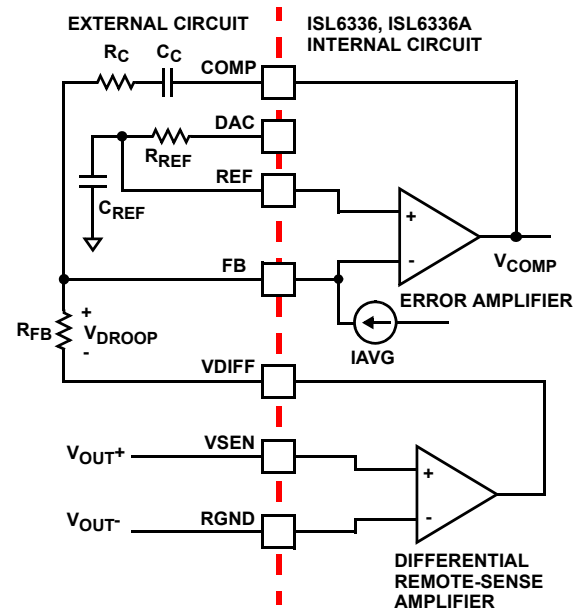 EXTERNAL CIRCUIT
ISL6336, ISL6336A
INTERNAL CIRCUIT
RC
CC
COMP
DAC
RREF
REF
CREF
+
-
VCOMP
FB
ERROR AMPLIFIER
IAVG
RFB
+
VDROOP
-
VDIFF
VOUT+
VSEN
+
VOUT-
RGND
-
DIFFERENTIAL
REMOTE-SENSE
AMPLIFIER